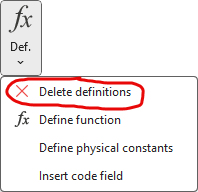 fx
Def.
Delete definitions
fx Define function
Define physical constants
Insert code field